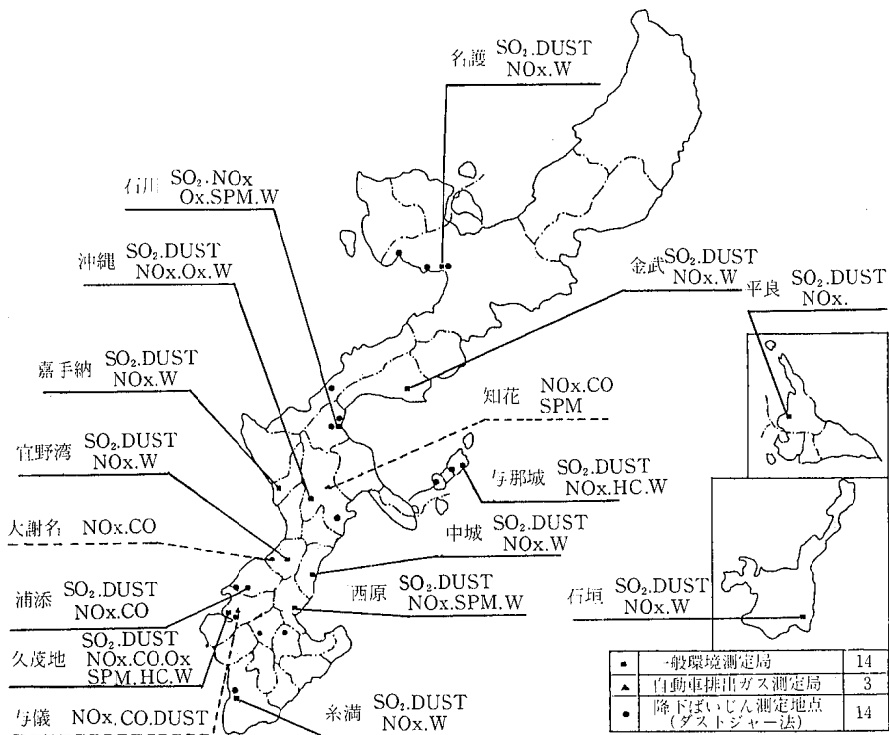 名護 SO₂.DUST
NOx.W
石川 SO₂.NOx
Ox.SPM.W
沖縄 SO₂.DUST
NOx.Ox.W
金武 SO₂.DUST
NOx.W
平良 SO₂.DUST
NOx.
嘉手納 SO₂.DUST
NOx.W
知花 NOx.CO
SPM
宜野湾 SO₂.DUST
NOx.W
与那城 SO₂.DUST
NOx.HC.W
大謝名 NOx.CO
中城 SO₂.DUST
NOx.W
浦添 SO₂.DUST
NOx.CO
西原 SO₂.DUST
NOx.SPM.W
石垣 SO₂.DUST
NOx.W
久茂地 SO₂.DUST
NOx.CO.Ox
SPM.HC.W
与儀 NOx.CO.DUST
糸満 SO₂.DUST
NOx.W
■ 一般環境測定局 14
▲ 自動車排出ガス測定局 3
● 降下ばいじん測定地点 14
(ダストジャー法)